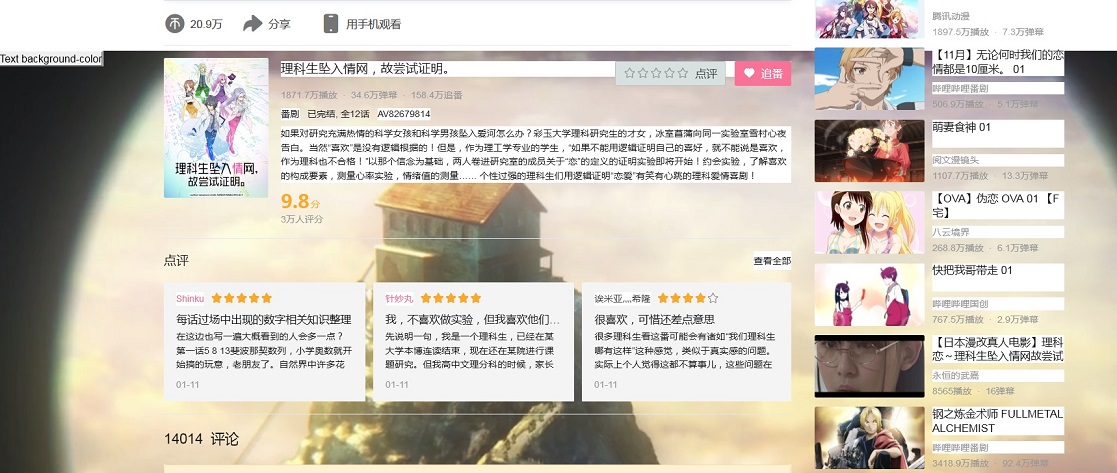 20.9万 分享 用手机观看
Text background-color
理科生坠入情网，故尝试证明。
点评
追番
1871.7万播放 · 34.6万弹幕 · 158.4万追番
番剧 已完结, 全12话 AV82679814
如果对研究充满热情的科学女孩和科学男孩坠入爱河怎么办？彩玉大学理科研究生的才女，冰室菖蒲向同一实验室雪村心夜
告白。当然“喜欢”是没有逻辑根据的！但是，作为理工学专业的学生，“如果不能用逻辑证明自己的喜好，就不能说是喜欢，
作为理科也不合格！”以那个信念为基础，两人卷进研究室的成员关于“恋”的定义的证明实验即将开始！约会实验，了解喜欢
的构成要素，测量心率实验，情绪值的测量…… 个性过强的理科生们用逻辑证明“恋爱”有笑有心跳的理科爱情喜剧！
理科生坠入情网，
故尝试证明。
9.8分
3万人评分
点评
查看全部
Shinku
每话过场中出现的数字相关知识整理
在这边也写一遍大概看到的人会多一点？
第一话5 8 13斐波那契数列，小学奥数就开
始搞的玩意，老朋友了。自然界中许多花
01-11
针妙丸
我，不喜欢做实验，但我喜欢他们…
先说明一句，我是一个理科生，已经在某
大学本博连读结束，现在还在某院进行课
题研究。但我高中文理分科的时候，家长
01-11
诶米亚灬希隆
很喜欢，可惜还差点意思
很多理科生看这番可能会有诸如“我们理科生
哪有这样”这种感觉，类似于真实感的问题。
实际上个人觉得这都不算事儿，这些问题在
01-11
14014 评论
腾讯动漫
1897.5万播放 · 7.3万弹幕
【11月】无论何时我们的恋
情都是10厘米。 01
哔哩哔哩番剧
506.9万播放 · 5.1万弹幕
萌妻食神 01
阅文漫镜头
1107.7万播放 · 13.3万弹幕
【OVA】伪恋 OVA 01 【F
宅】
八云境界
268.8万播放 · 6.1万弹幕
快把我哥带走 01
哔哩哔哩国创
767.5万播放 · 2.9万弹幕
【日本漫改真人电影】理科
恋～理科生坠入情网故尝试
永恒的武嘉
8565播放 · 16弹幕
钢之炼金术师 FULLMETAL
ALCHEMIST
哔哩哔哩番剧
3418.9万播放 · 92.4万弹幕